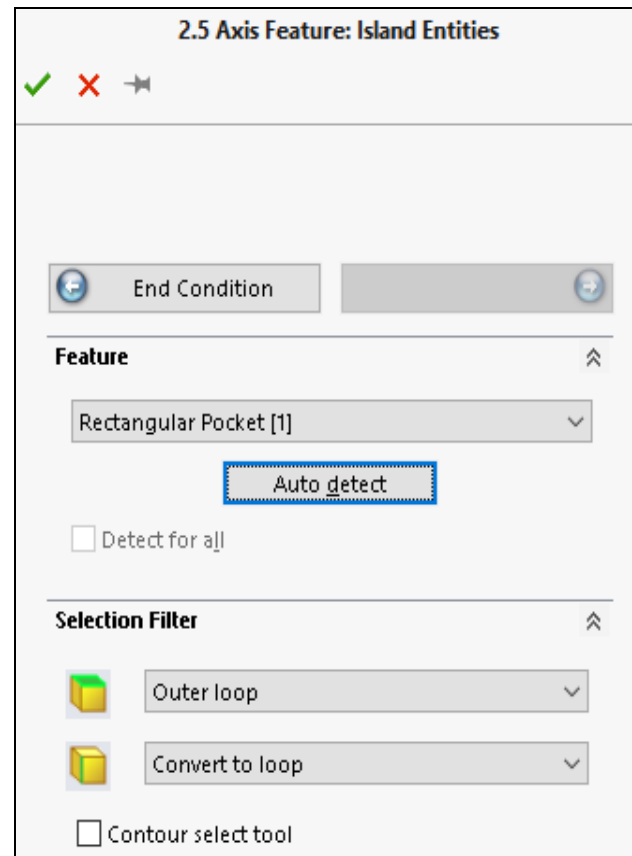 2.5 Axis Feature: Island Entities
End Condition
Feature
Rectangular Pocket [1]
Auto detect
Detect for all
Selection Filter
Outer loop
Convert to loop
Contour select tool